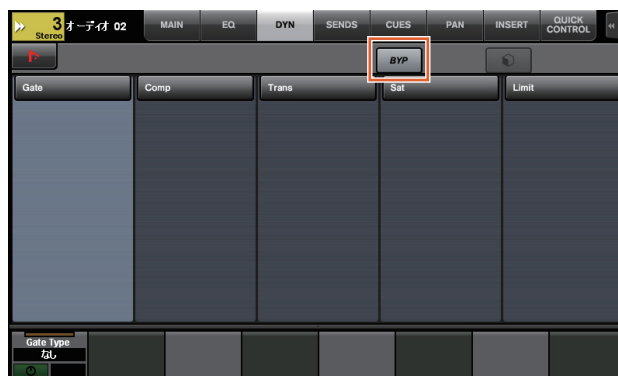 3 オーディオ 02
Stereo
MAIN EQ DYN SENDS CUES PAN INSERT QUICK CONTROL
BYP
Gate Comp Trans Sat Limit
Gate Type
なし